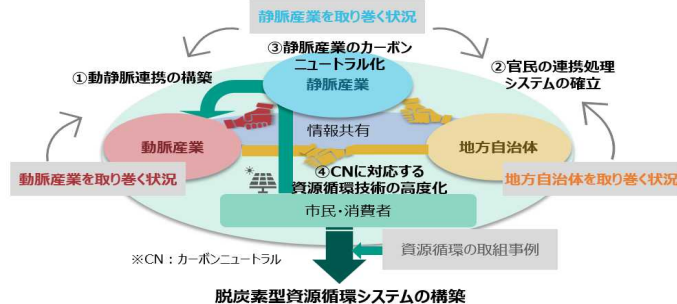 静脈産業を取り巻く状況
③静脈産業のカーボン
ニュートラル化
①動静脈連携の構築
②官民の連携処理
システムの確立
静脈産業
情報共有
動脈産業
地方自治体
動脈産業を取り巻く状況
④CNに対応する
資源循環技術の高度化
地方自治体を取り巻く状況
市民・消費者
※CN:カーボンニュートラル
資源循環の取組事例
脱炭素型資源循環システムの構築